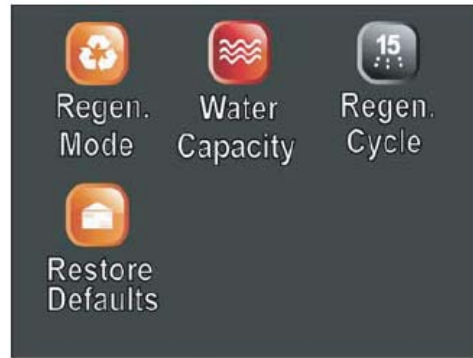 15
Regen.
Mode
Water
Capacity
Regen.
Cycle
Restore
Defaults